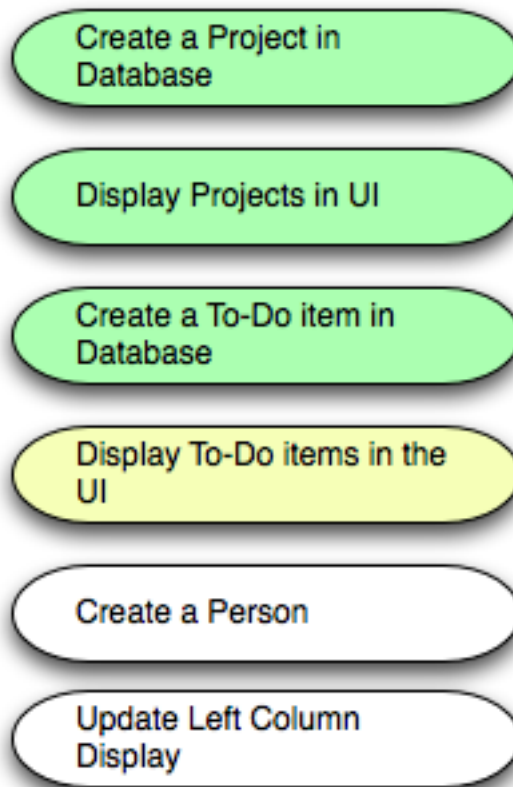 Create a Project in
Database
Display Projects in UI
Create a To-Do item in
Database
Display To-Do items in the
UI
Create a Person
Update Left Column
Display